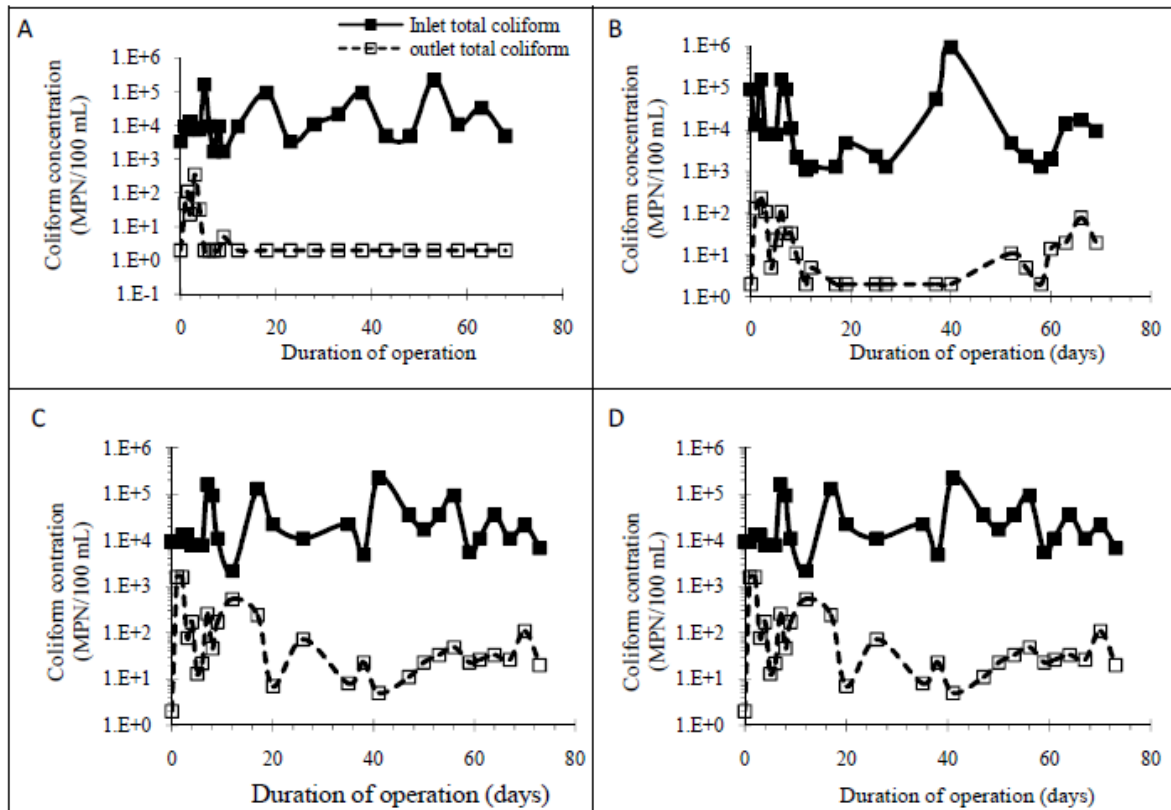 A
Inlet total coliform
outlet total coliform
Coliform concentration
(MPN/100 mL)
1.E+6
1.E+5
1.E+4
1.E+3
1.E+2
1.E+1
1.E+0
1.E-1
0 20 40 60 80
Duration of operation
B
Coliform concentration
(MPN/100 mL)
1.E+6
1.E+5
1.E+4
1.E+3
1.E+2
1.E+1
1.E+0
0 20 40 60 80
Duration of operation (days)
C
Coliform contration
(MPN/100 mL)
1.E+6
1.E+5
1.E+4
1.E+3
1.E+2
1.E+1
1.E+0
0 20 40 60 80
Duration of operation (days)
D
Coliform contration
(MPN/100 mL)
1.E+6
1.E+5
1.E+4
1.E+3
1.E+2
1.E+1
1.E+0
0 20 40 60 80
Duration of operation (days)